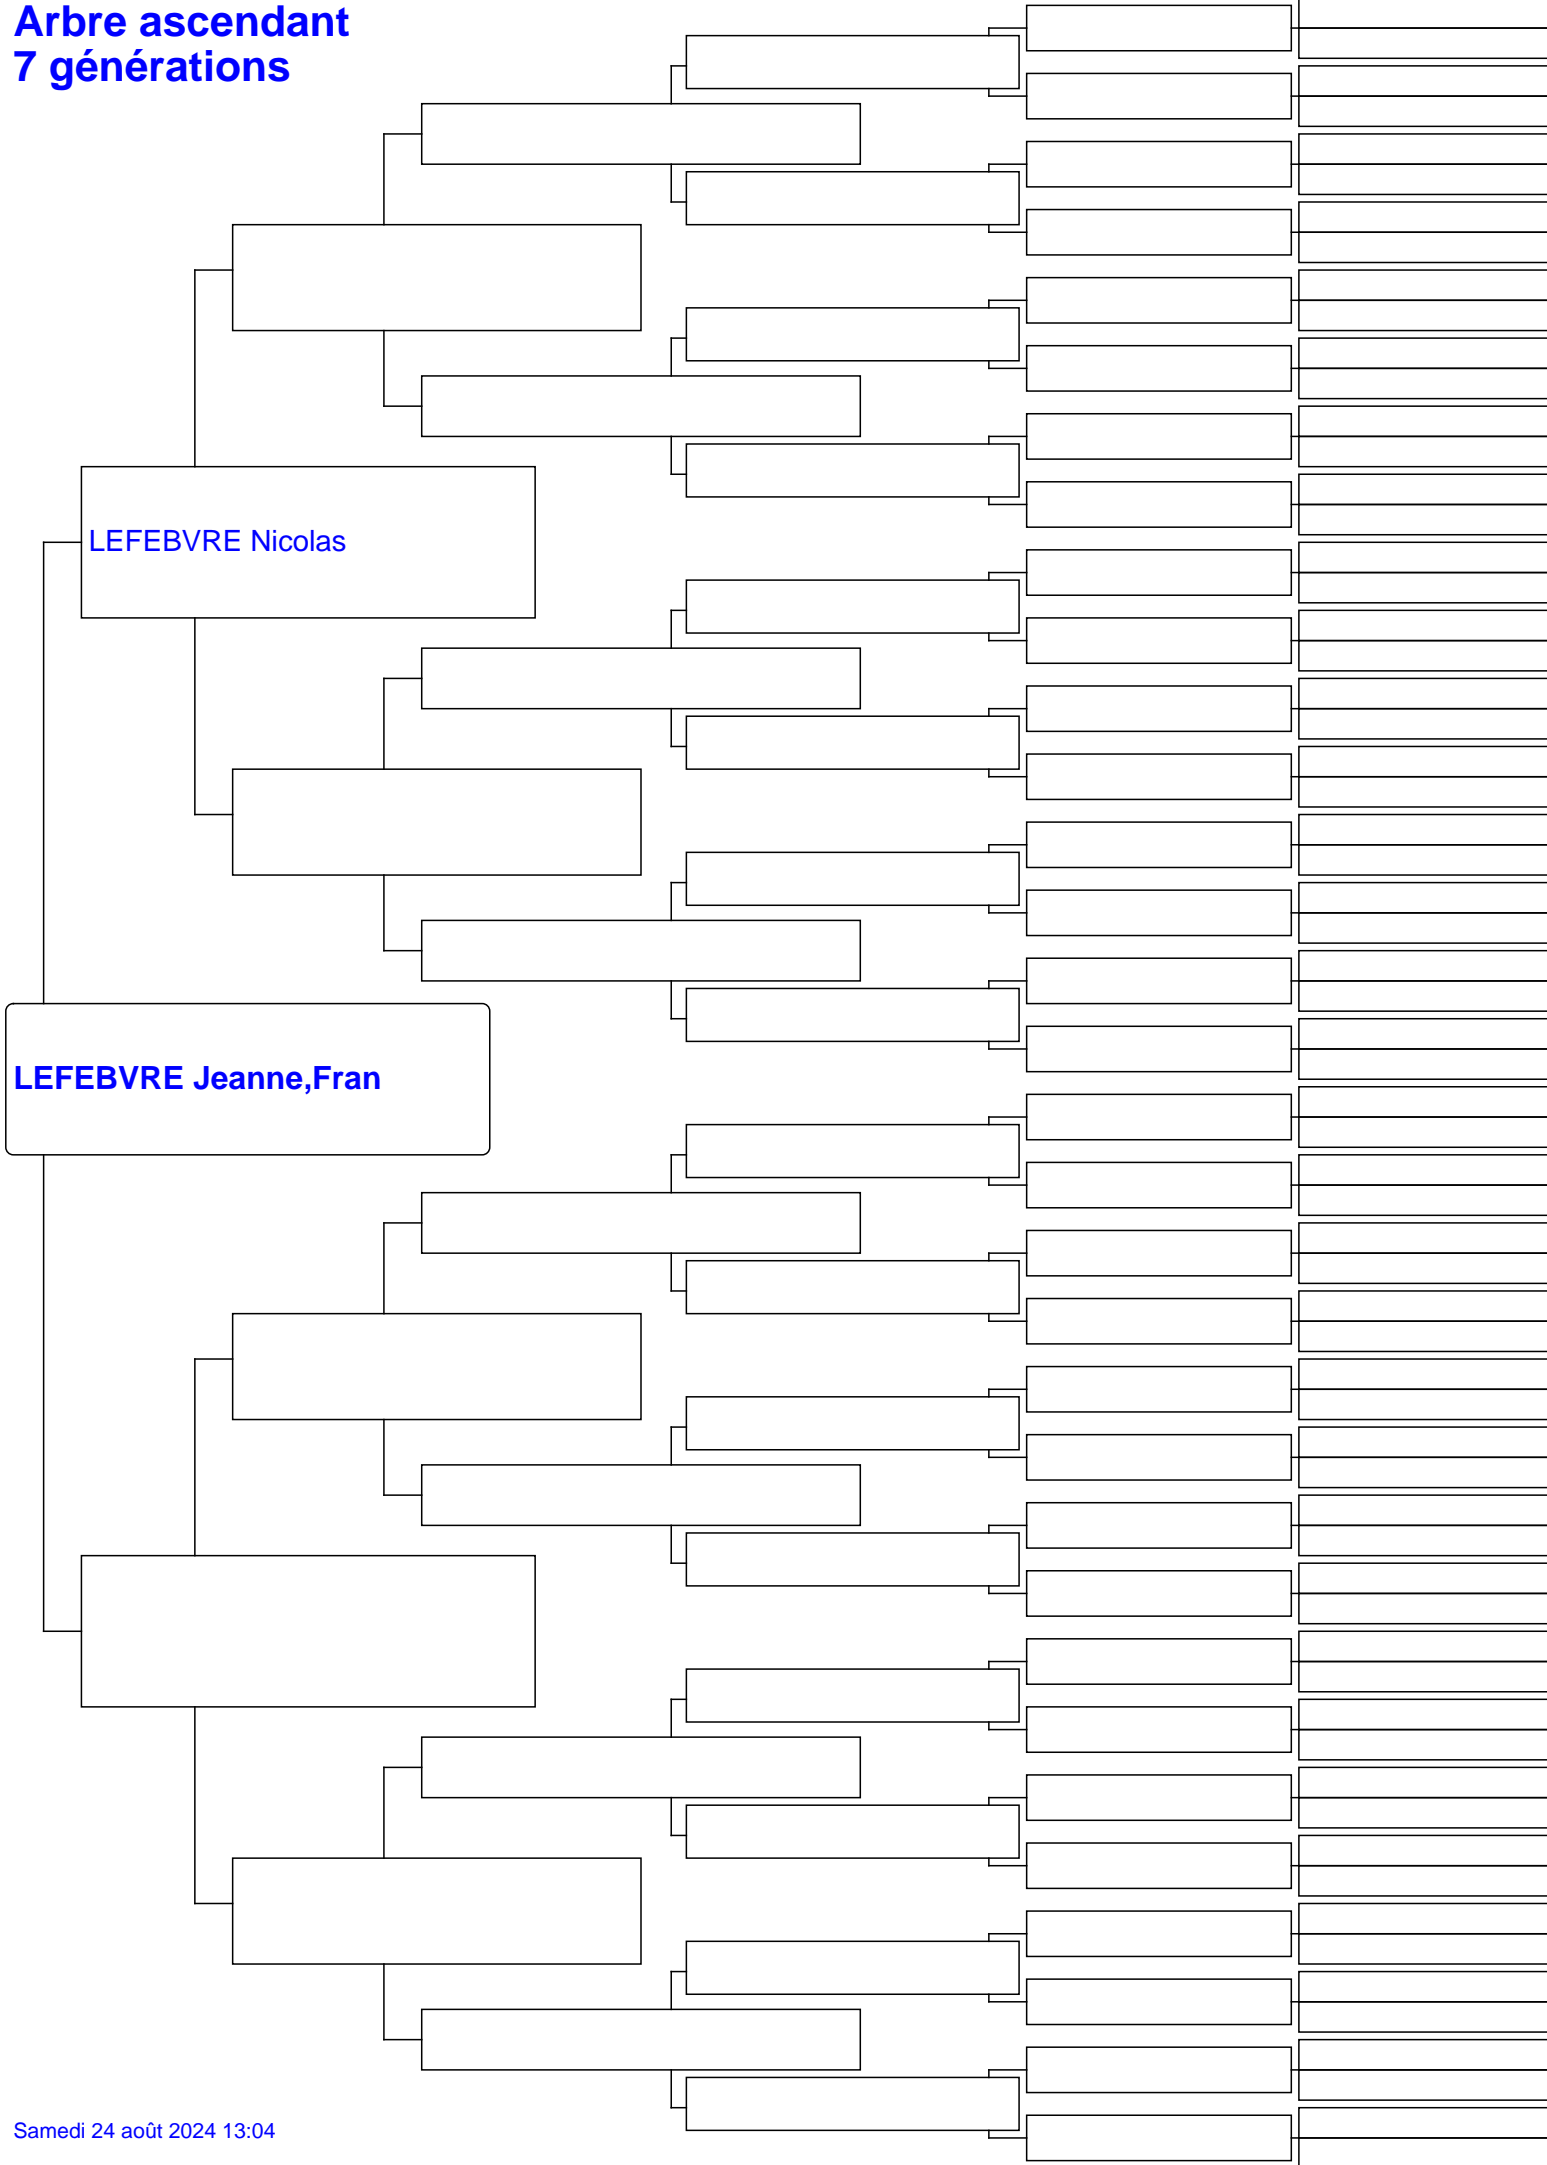 Arbre ascendant
7 générations
LEFEBVRE Nicolas
LEFEBVRE Jeanne,Fran
Samedi 24 août 2024 13:04